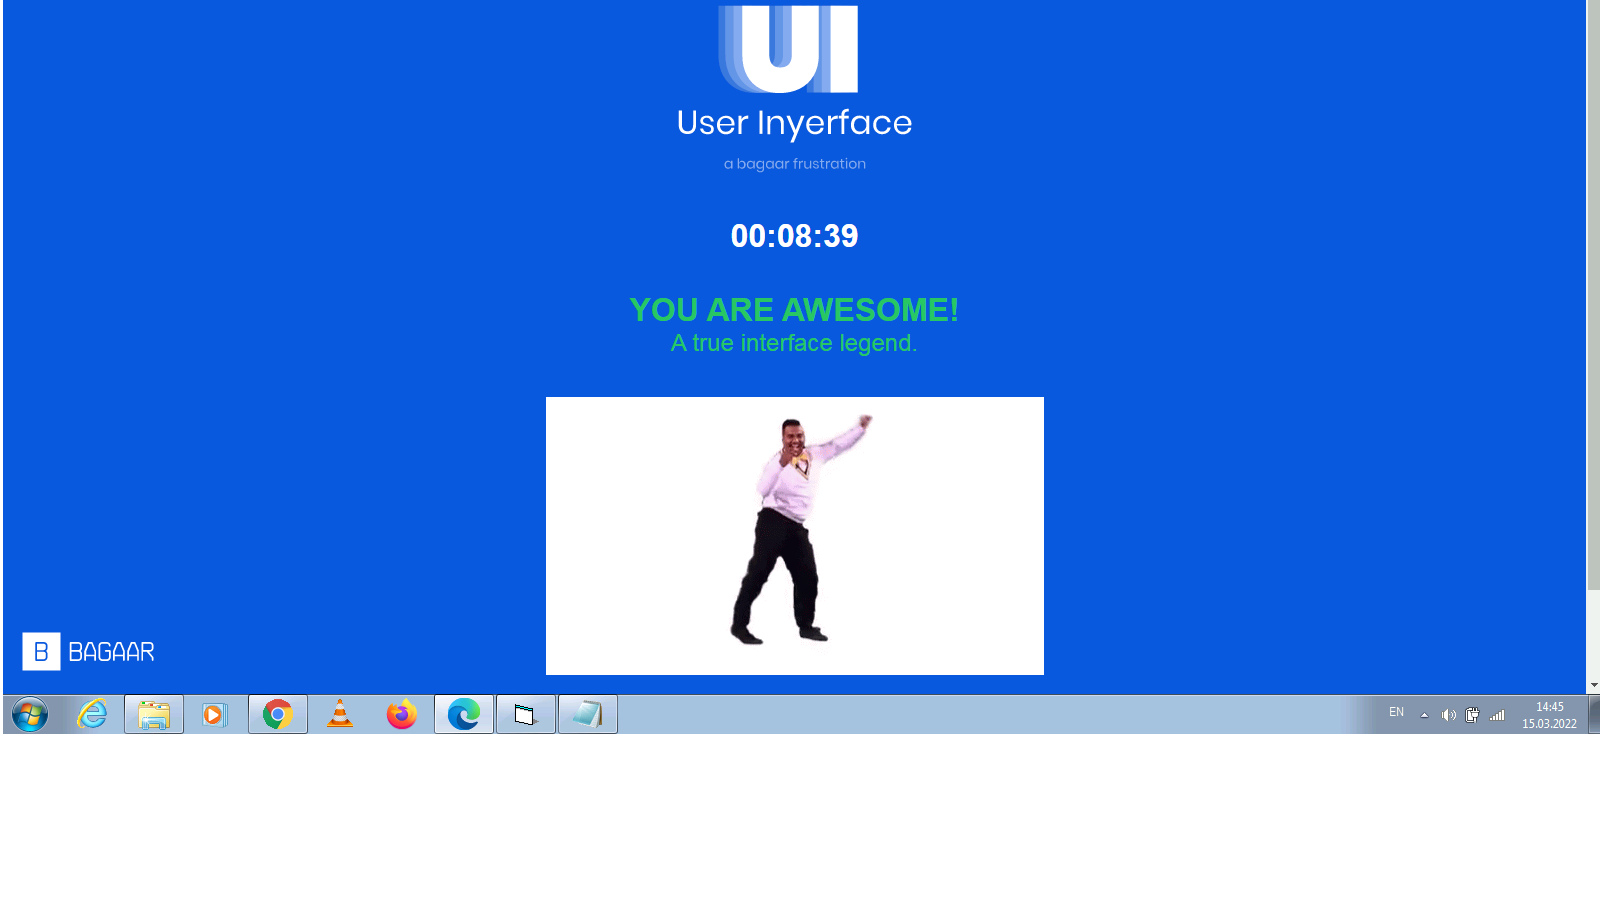 UI
User Inyerface
a bagaar frustration
00:08:39
YOU ARE AWESOME!
A true interface legend.
B BAGAAR
EN
14:45
15.03.2022